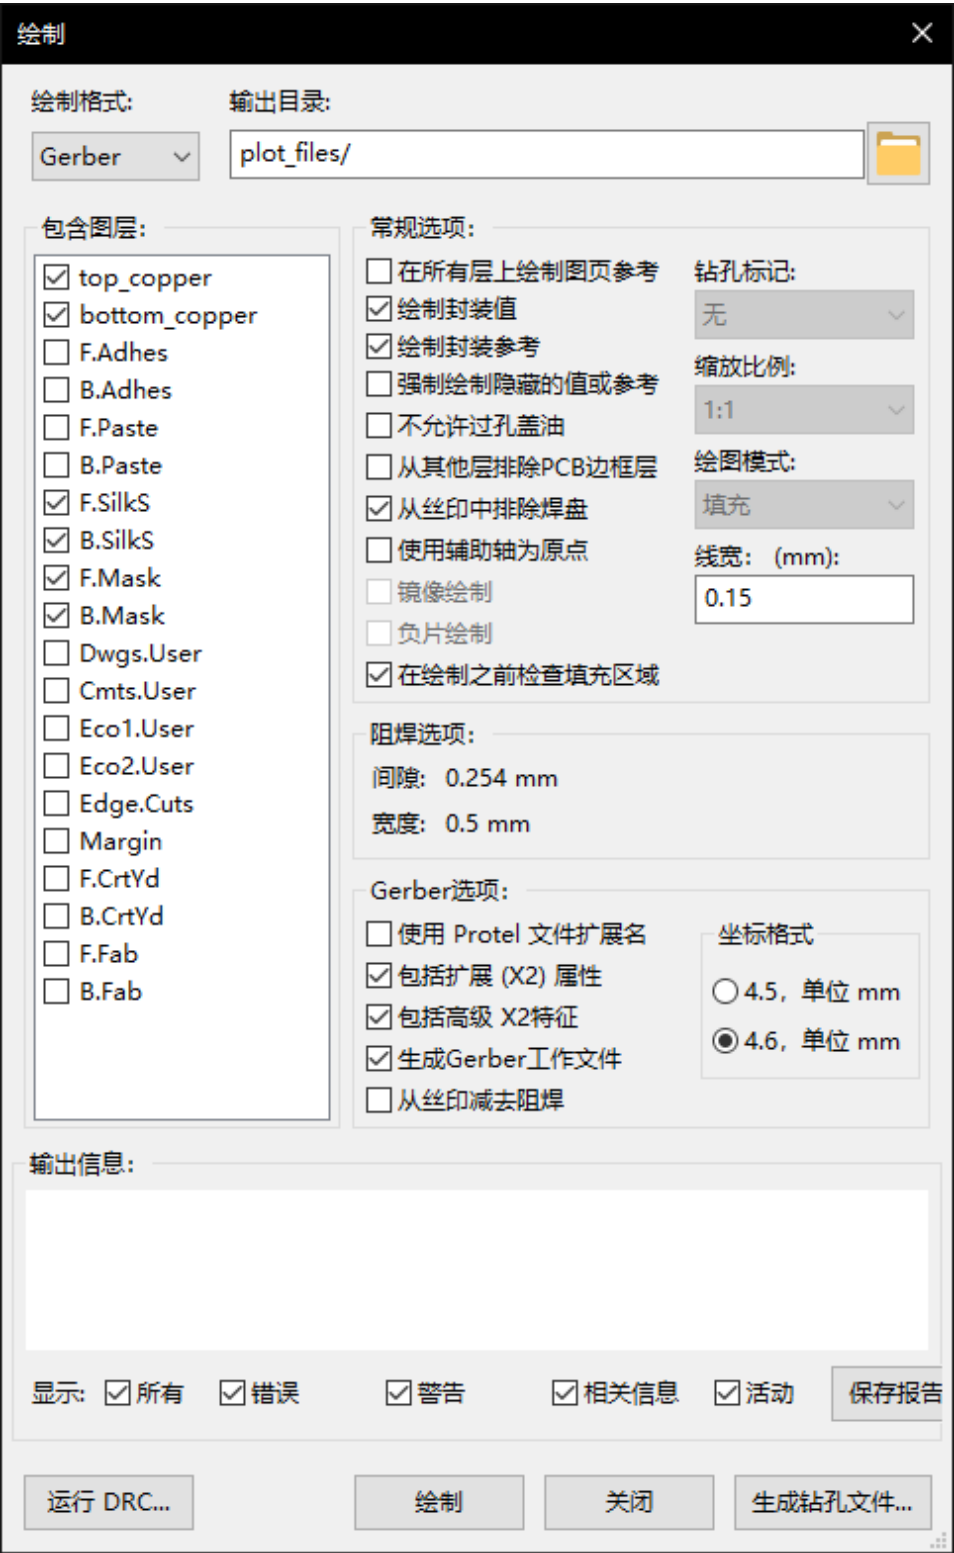 绘制
绘制格式:
输出目录:
Gerber
plot_files/
包含图层:
top_copper
bottom_copper
F.Adhes
B.Adhes
F.Paste
B.Paste
F.SilkS
B.SilkS
F.Mask
B.Mask
Dwgs.User
Cmts.User
Eco1.User
Eco2.User
Edge.Cuts
Margin
F.CrtYd
B.CrtYd
F.Fab
B.Fab
常规选项:
在所有层上绘制图页参考
绘制封装值
绘制封装参考
强制绘制隐藏的值或参考
不允许过孔盖油
从其他层排除PCB边框层
从丝印中排除焊盘
使用辅助轴为原点
镜像绘制
负片绘制
在绘制之前检查填充区域
钻孔标记:
无
缩放比例:
1:1
绘图模式:
填充
线宽： (mm):
0.15
阻焊选项:
间隙: 0.254 mm
宽度: 0.5 mm
Gerber选项:
使用 Protel 文件扩展名
包括扩展 (X2) 属性
包括高级 X2特征
生成Gerber工作文件
从丝印减去阻焊
坐标格式
4.5，单位 mm
4.6，单位 mm
输出信息:
显示: 所有 错误 警告 相关信息 活动 保存报告
运行 DRC... 绘制 关闭 生成钻孔文件...